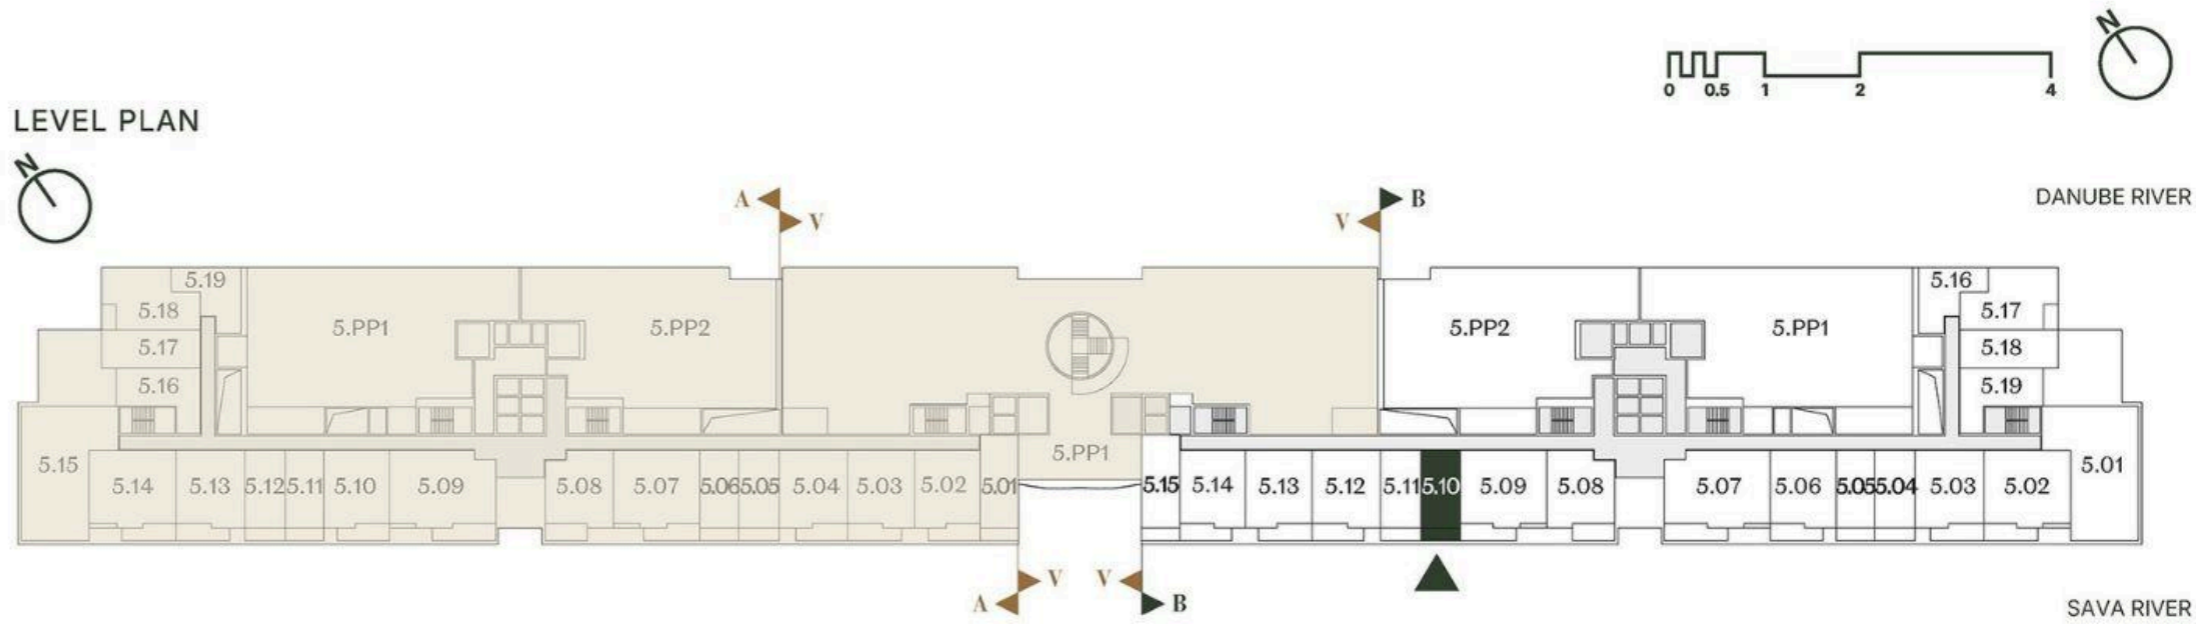 N
0 0.5 1 2 4
LEVEL PLAN
N
A
V
V
B
DANUBE RIVER
5.19
5.18
5.17
5.16
5.PP1
5.PP2
5.PP2
5.PP1
5.16
5.17
5.18
5.19
5.PP1
5.15 5.14 5.13 5.12 5.11 5.10 5.09 5.08 5.07 5.06 5.05 5.04 5.03 5.02 5.01
5.15 5.14 5.13 5.12 5.11 5.10 5.09 5.08 5.07 5.06 5.05 5.04 5.03 5.02 5.01
V
V
A
B
SAVA RIVER